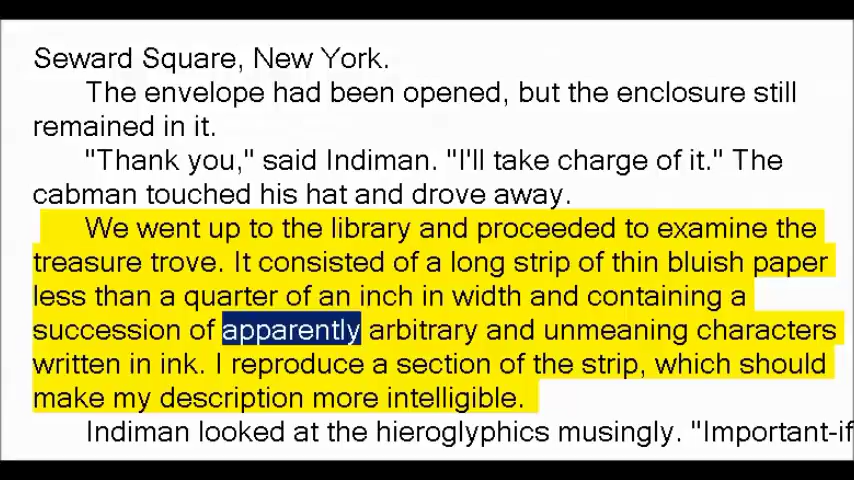 Seward Square, New York.
The envelope had been opened, but the enclosure still
remained in it.
"Thank you," said Indiman. "I'll take charge of it." The
cabman touched his hat and drove away.
We went up to the library and proceeded to examine the
treasure trove. It consisted of a long strip of thin bluish paper
less than a quarter of an inch in width and containing a
succession of apparently arbitrary and unmeaning characters
written in ink. I reproduce a section of the strip, which should
make my description more intelligible.
Indiman looked at the hieroglyphics musingly. "Important-if